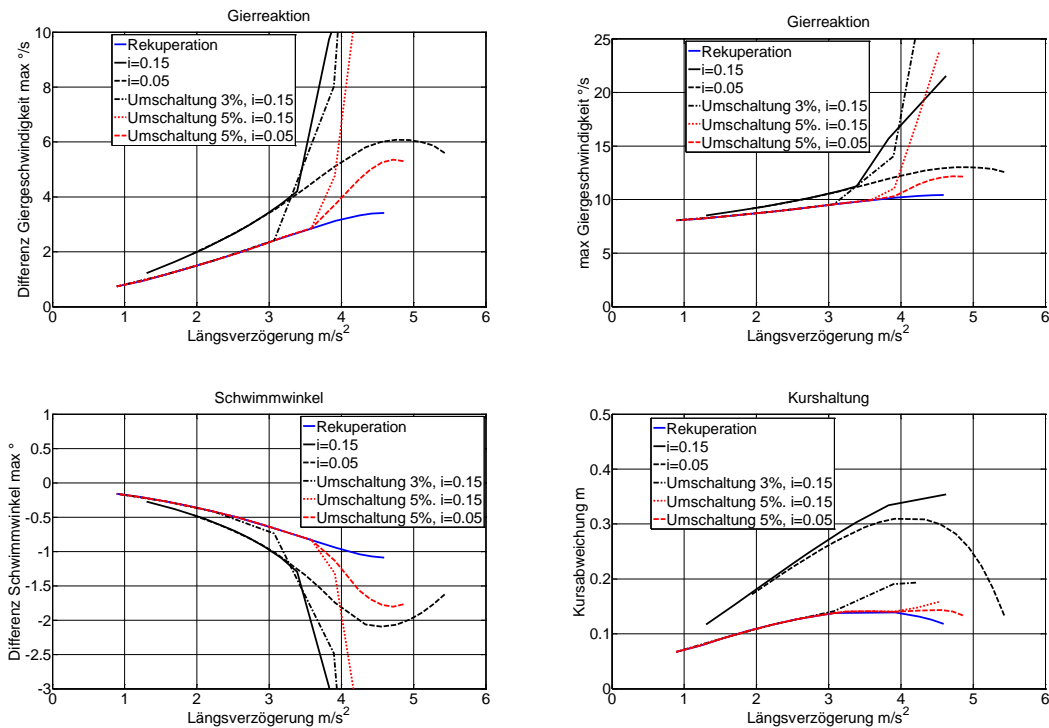 Gierreaktion
Differenz Giergeschwindigkeit max °/s
10
8
6
4
2
0
Rekuperation
i=0.15
i=0.05
Umschaltung 3%, i=0.15
Umschaltung 5%. i=0.15
Umschaltung 5%, i=0.05
0 1 2 3 4 5 6
Längsverzögerung m/s²
Gierreaktion
max Giergeschwindigkeit °/s
25
20
15
10
5
0
Rekuperation
i=0.15
i=0.05
Umschaltung 3%, i=0.15
Umschaltung 5%. i=0.15
Umschaltung 5%, i=0.05
0 1 2 3 4 5 6
Längsverzögerung m/s²
Schwimmwinkel
Differenz Schwimmwinkel max °
1
0.5
0
-0.5
-1
-1.5
-2
-2.5
-3
Rekuperation
i=0.15
i=0.05
Umschaltung 3%, i=0.15
Umschaltung 5%. i=0.15
Umschaltung 5%, i=0.05
0 1 2 3 4 5 6
Längsverzögerung m/s²
Kurshaltung
Kursabweichung m
0.5
0.4
0.3
0.2
0.1
0
Rekuperation
i=0.15
i=0.05
Umschaltung 3%, i=0.15
Umschaltung 5%. i=0.15
Umschaltung 5%, i=0.05
0 1 2 3 4 5 6
Längsverzögerung m/s²